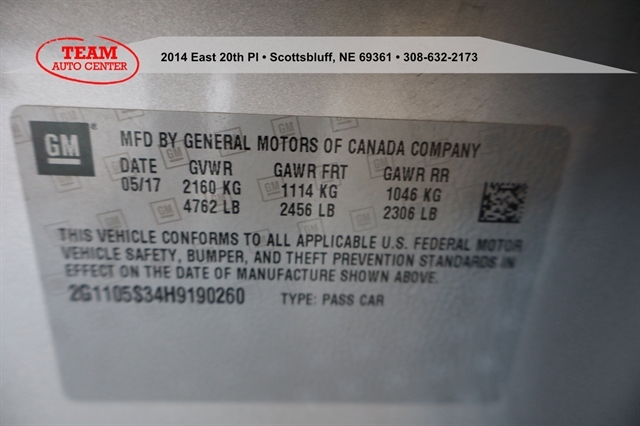 TEAM
AUTO CENTER
2014 East 20th Pl • Scottsbluff, NE 69361 • 308-632-2173
GM ®
MFD BY GENERAL MOTORS OF CANADA COMPANY
DATE GVWR GAWR FRT GAWR RR
05/17 2160 KG 1114 KG 1046 KG
4762 LB 2456 LB 2306 LB
THIS VEHICLE CONFORMS TO ALL APPLICABLE U.S. FEDERAL MOTOR
VEHICLE SAFETY, BUMPER, AND THEFT PREVENTION STANDARDS IN
EFFECT ON THE DATE OF MANUFACTURE SHOWN ABOVE.
2G1105S34H9190260 TYPE: PASS CAR